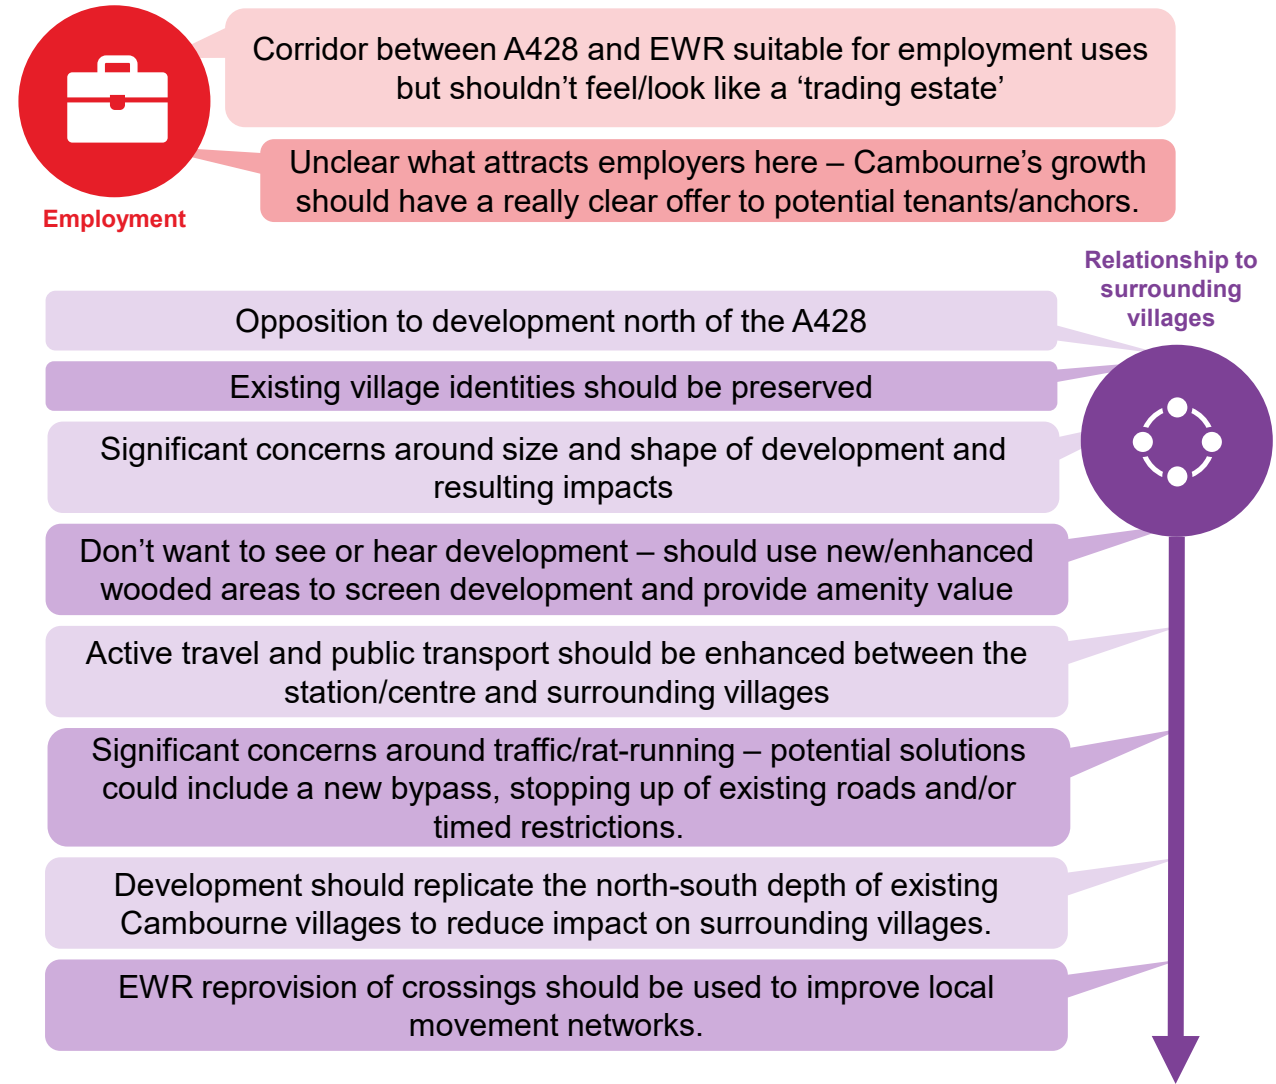 Corridor between A428 and EWR suitable for employment uses
but shouldn’t feel/look like a ‘trading estate’
Unclear what attracts employers here – Cambourne’s growth
should have a really clear offer to potential tenants/anchors.
Employment
Relationship to
surrounding
villages
Opposition to development north of the A428
Existing village identities should be preserved
Significant concerns around size and shape of development and
resulting impacts
Don’t want to see or hear development – should use new/enhanced
wooded areas to screen development and provide amenity value
Active travel and public transport should be enhanced between the
station/centre and surrounding villages
Significant concerns around traffic/rat-running – potential solutions
could include a new bypass, stopping up of existing roads and/or
timed restrictions.
Development should replicate the north-south depth of existing
Cambourne villages to reduce impact on surrounding villages.
EWR reprovision of crossings should be used to improve local
movement networks.